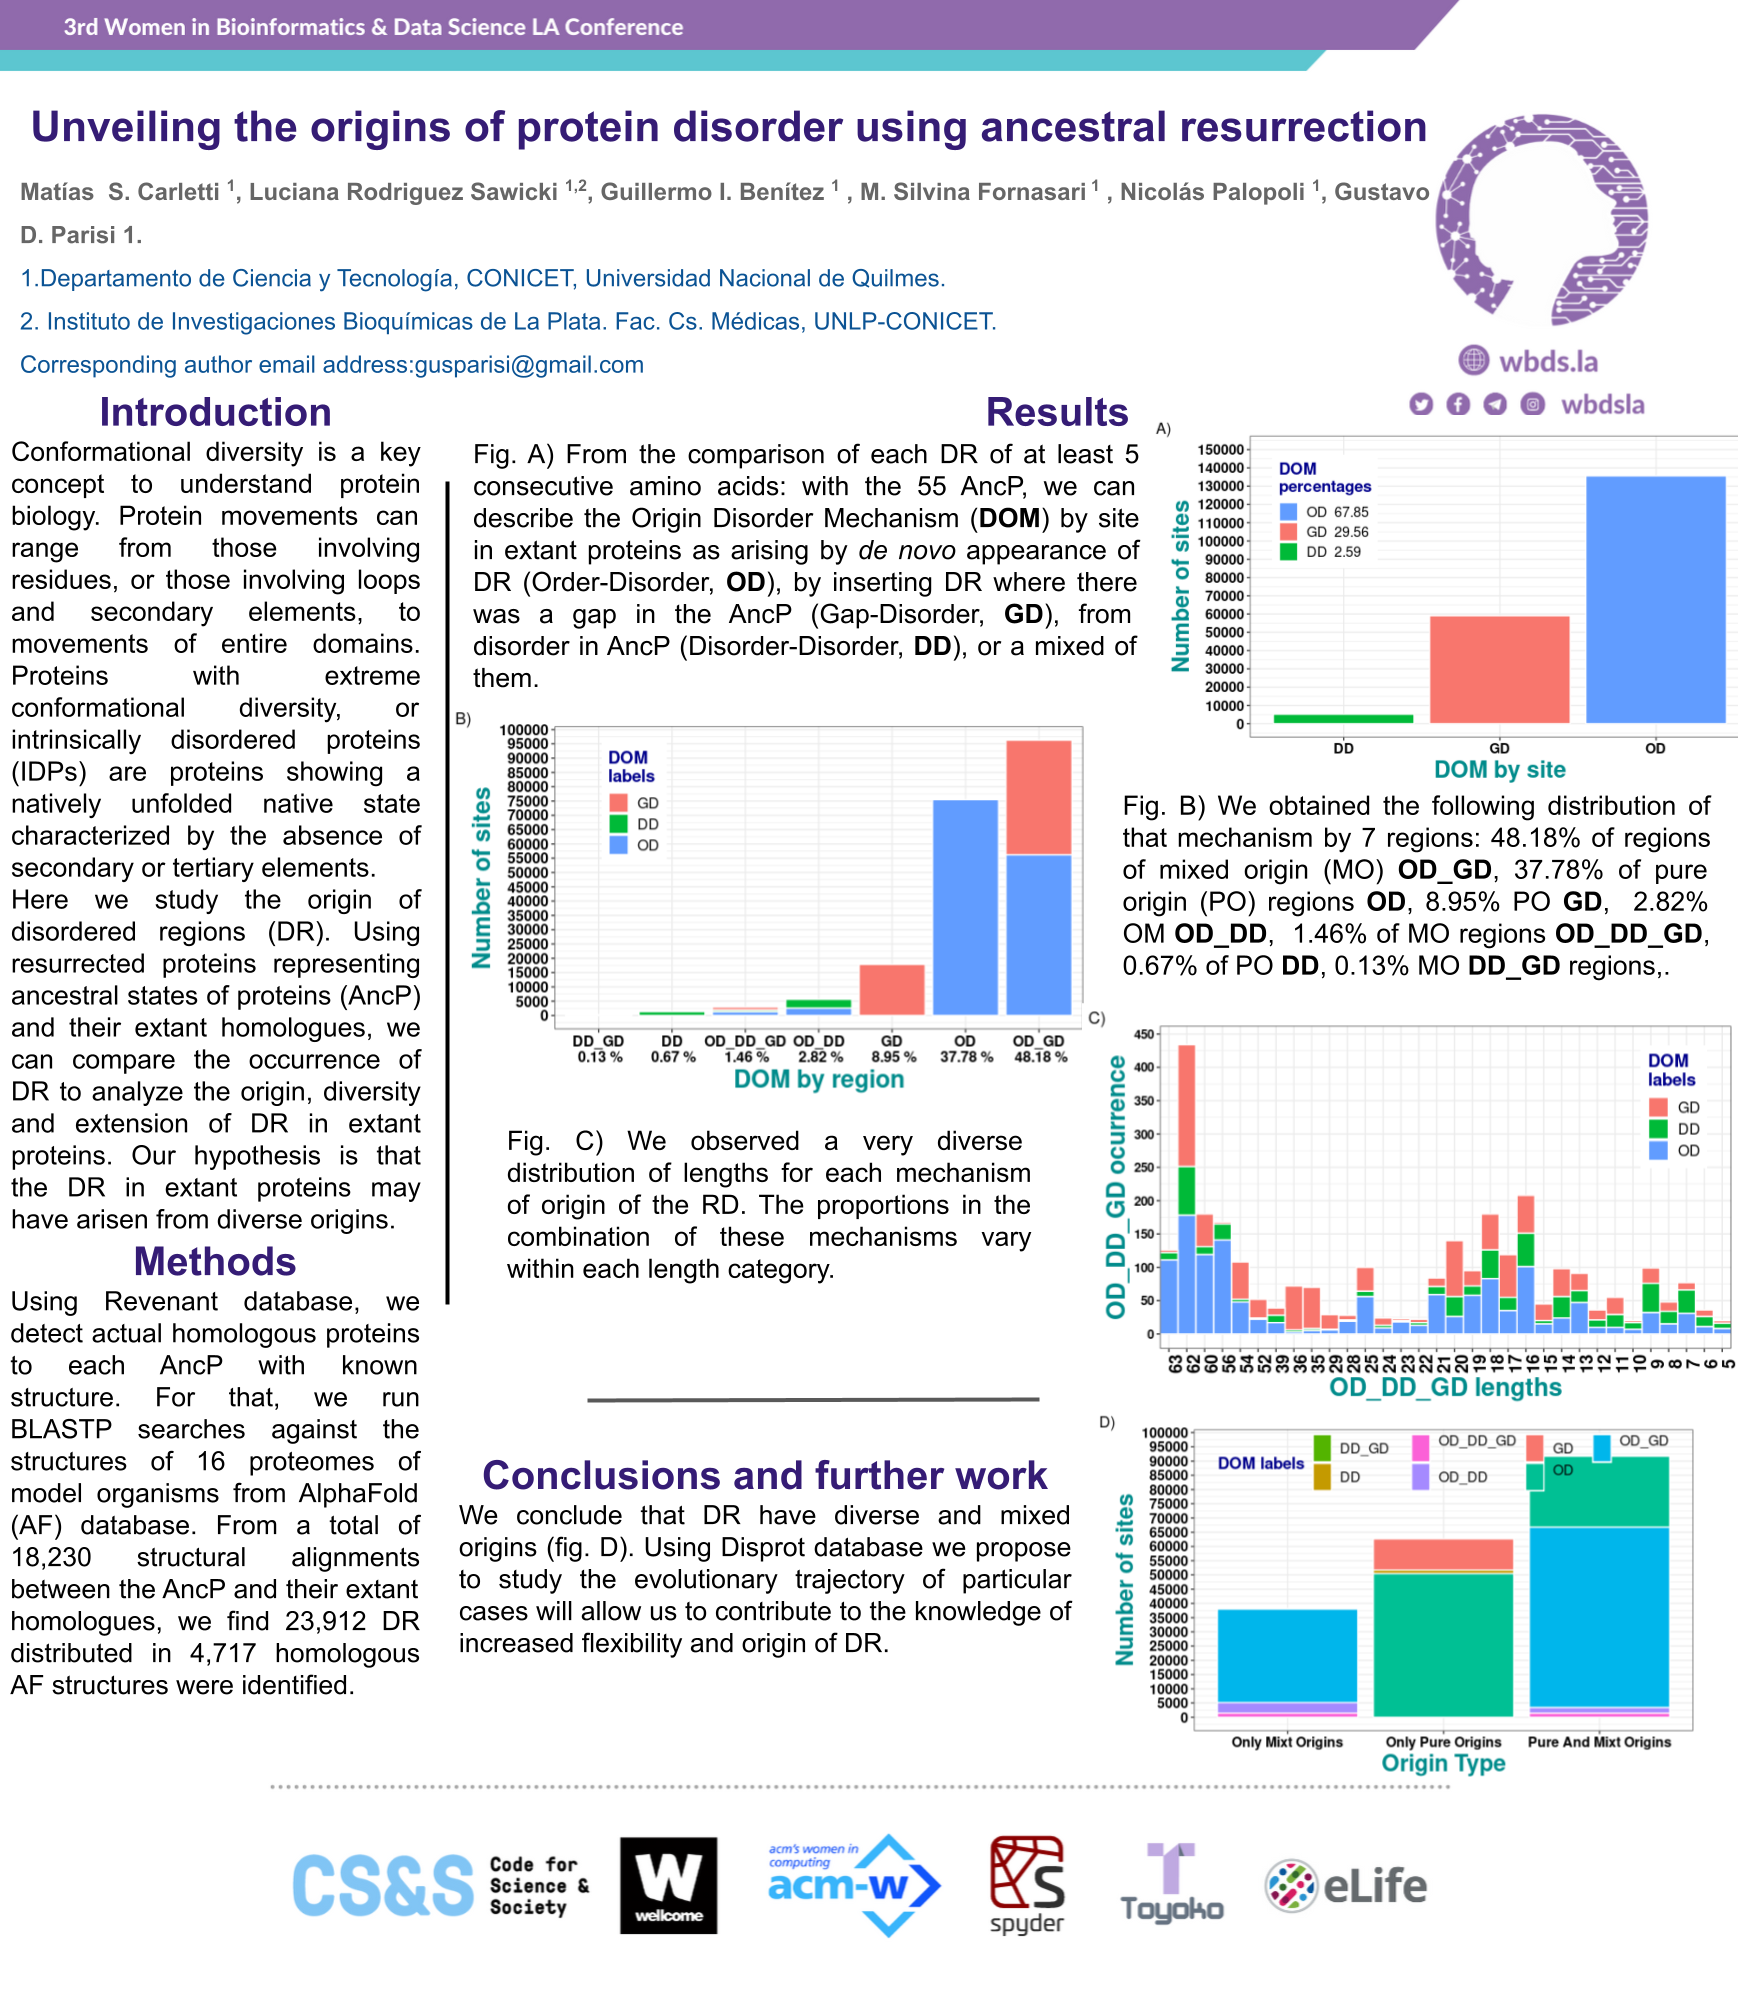 3rd Women in Bioinformatics & Data Science LA Conference
Unveiling the origins of protein disorder using ancestral resurrection
Matías S. Carletti 1, Luciana Rodriguez Sawicki 1,2, Guillermo I. Benítez 1 , M. Silvina Fornasari 1 , Nicolás Palopoli 1, Gustavo
D. Parisi 1.
1.Departamento de Ciencia y Tecnología, CONICET, Universidad Nacional de Quilmes.
2. Instituto de Investigaciones Bioquímicas de La Plata. Fac. Cs. Médicas, UNLP-CONICET.
Corresponding author email address:gusparisi@gmail.com
wbds.la
wbdsla
Introduction
Conformational diversity is a key
concept to understand protein
biology. Protein movements can
range from those involving
residues, or those involving loops
and secondary elements, to
movements of entire domains.
Proteins with extreme
conformational diversity, or
intrinsically disordered proteins
(IDPs) are proteins showing a
natively unfolded native state
characterized by the absence of
secondary or tertiary elements.
Here we study the origin of
disordered regions (DR). Using
resurrected proteins representing
ancestral states of proteins (AncP)
and their extant homologues, we
can compare the occurrence of
DR to analyze the origin, diversity
and extension of DR in extant
proteins. Our hypothesis is that
the DR in extant proteins may
have arisen from diverse origins.
Methods
Using Revenant database, we
detect actual homologous proteins
to each AncP with known
structure. For that, we run
BLASTP searches against the
structures of 16 proteomes of
model organisms from AlphaFold
(AF) database. From a total of
18,230 structural alignments
between the AncP and their extant
homologues, we find 23,912 DR
distributed in 4,717 homologous
AF structures were identified.
Results
Fig. A) From the comparison of each DR of at least 5
consecutive amino acids: with the 55 AncP, we can
describe the Origin Disorder Mechanism (DOM) by site
in extant proteins as arising by de novo appearance of
DR (Order-Disorder, OD), by inserting DR where there
was a gap in the AncP (Gap-Disorder, GD), from
disorder in AncP (Disorder-Disorder, DD), or a mixed of
them.
A)
Number of sites
150000
140000
130000
120000
110000
100000
90000
80000
70000
60000
50000
40000
30000
20000
10000
0
DOM
percentages
OD 67.85
GD 29.56
DD 2.59
DD GD OD
DOM by site
B)
Number of sites
100000
95000
90000
85000
80000
75000
70000
65000
60000
55000
50000
45000
40000
35000
30000
25000
20000
15000
10000
5000
0
DOM
labels
GD
DD
OD
DD_GD DD OD_DD_GD OD_DD GD OD OD_GD
0.13 % 0.67 % 1.46 % 2.82 % 8.95 % 37.78 % 48.18 %
DOM by region
Fig. B) We obtained the following distribution of
that mechanism by 7 regions: 48.18% of regions
of mixed origin (MO) OD_GD, 37.78% of pure
origin (PO) regions OD, 8.95% PO GD, 2.82%
OM OD_DD, 1.46% of MO regions OD_DD_GD,
0.67% of PO DD, 0.13% MO DD_GD regions,.
Fig. C) We observed a very diverse
distribution of lengths for each mechanism
of origin of the RD. The proportions in the
combination of these mechanisms vary
within each length category.
C)
OD_DD_GD ocurrence
450
400
350
300
250
200
150
100
50
0
DOM
labels
GD
DD
OD
63 62 60 56 54 52 39 36 35 29 28 25 24 23 22 21 20 19 18 17 16 15 14 13 12 11 10 9 8 7 6 5
OD_DD_GD lengths
Conclusions and further work
We conclude that DR have diverse and mixed
origins (fig. D). Using Disprot database we propose
to study the evolutionary trajectory of particular
cases will allow us to contribute to the knowledge of
increased flexibility and origin of DR.
D)
Number of sites
100000
95000
90000
85000
80000
75000
70000
65000
60000
55000
50000
45000
40000
35000
30000
25000
20000
15000
10000
5000
0
DOM labels
DD_GD OD_DD_GD GD OD_GD
DD OD_DD OD
Only Mixt Origins Only Pure Origins Pure And Mixt Origins
Origin Type
CS&S
Code for
Science &
Society
W
wellcome
acm's women in
computing
acm-w
S
spyder
Toyoko
eLife